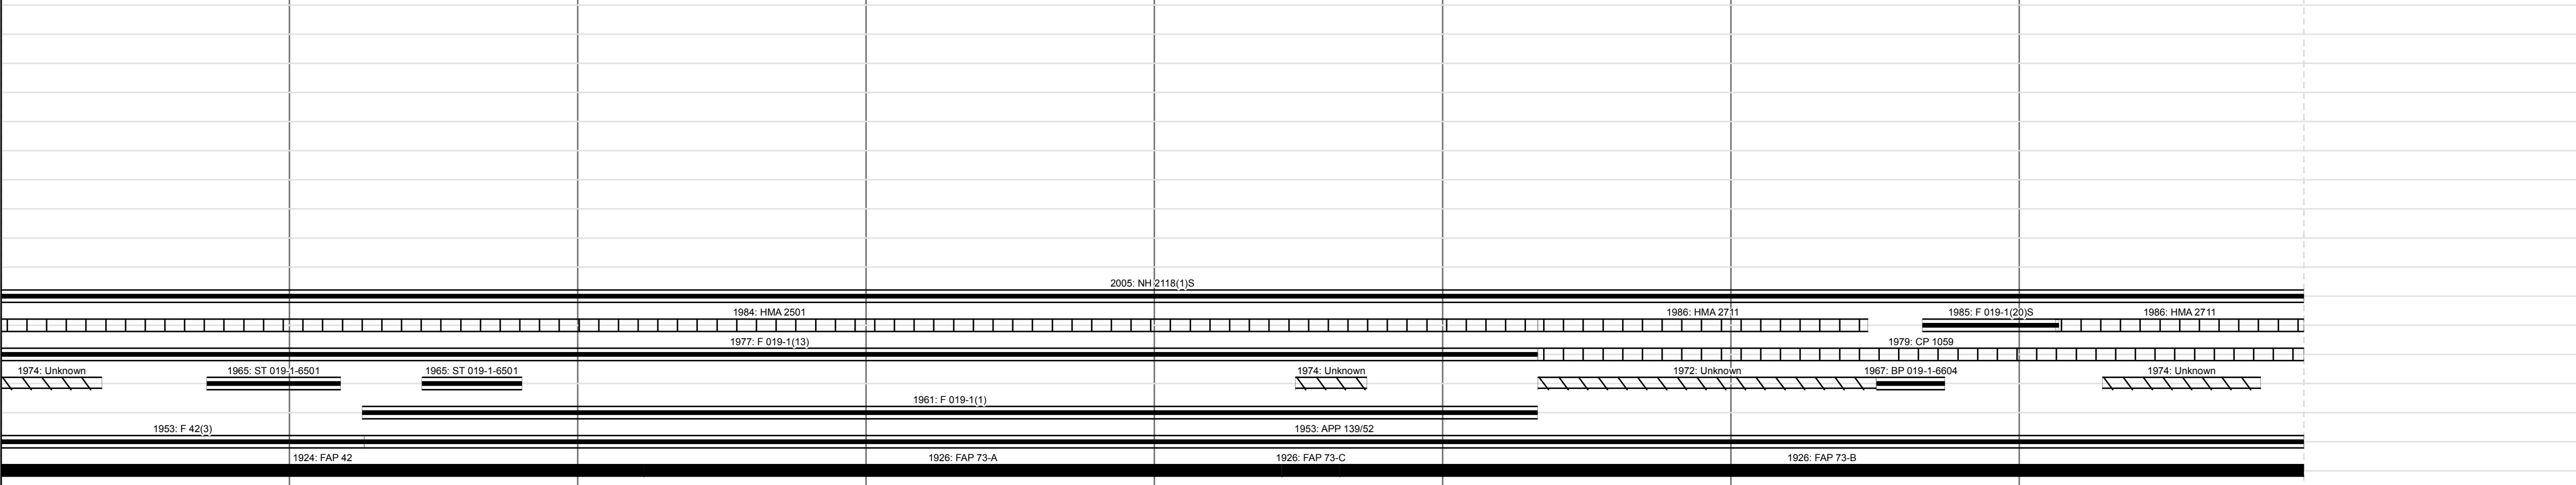 2005: NH 2118(1)S
1984: HMA 2501
1986: HMA 2711
1985: F 019-1(20)S
1986: HMA 2711
1977: F 019-1(13)
1979: CP 1059
1974: Unknown
1965: ST 019-1-6501
1965: ST 019-1-6501
1974: Unknown
1972: Unknown
1967: BP 019-1-6604
1974: Unknown
1961: F 019-1(1)
1953: F 42(3)
1953: APP 139/52
1924: FAP 42
1926: FAP 73-A
1926: FAP 73-C
1926: FAP 73-B